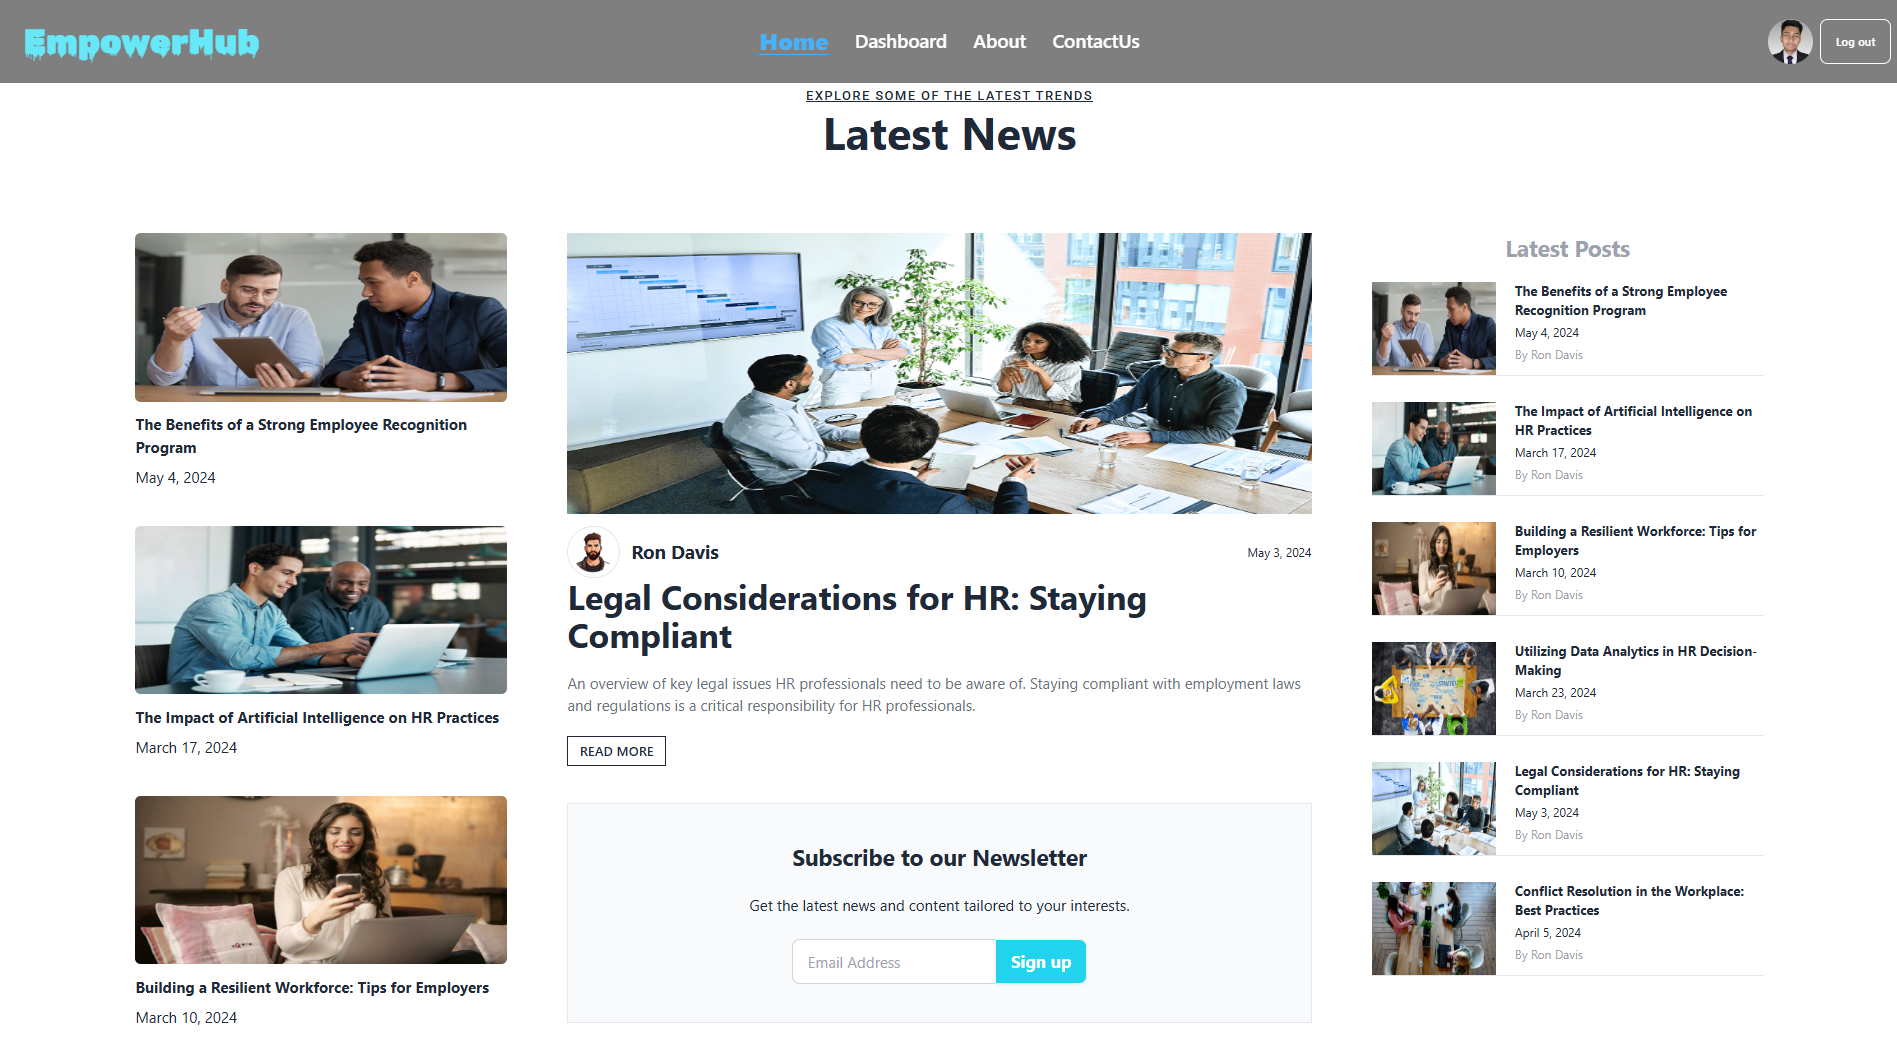 EmpowerHub
Home
Dashboard
About
ContactUs
Log out
EXPLORE SOME OF THE LATEST TRENDS
Latest News
The Benefits of a Strong Employee Recognition
Program
May 4, 2024
The Impact of Artificial Intelligence on HR Practices
March 17, 2024
Building a Resilient Workforce: Tips for Employers
March 10, 2024
Ron Davis
May 3, 2024
Legal Considerations for HR: Staying
Compliant
An overview of key legal issues HR professionals need to be aware of. Staying compliant with employment laws
and regulations is a critical responsibility for HR professionals.
READ MORE
Subscribe to our Newsletter
Get the latest news and content tailored to your interests.
Email Address
Sign up
Latest Posts
The Benefits of a Strong Employee
Recognition Program
May 4, 2024
By Ron Davis
The Impact of Artificial Intelligence on
HR Practices
March 17, 2024
By Ron Davis
Building a Resilient Workforce: Tips for
Employers
March 10, 2024
By Ron Davis
Utilizing Data Analytics in HR Decision-
Making
March 23, 2024
By Ron Davis
STRATEGY
Legal Considerations for HR: Staying
Compliant
May 3, 2024
By Ron Davis
Conflict Resolution in the Workplace:
Best Practices
April 5, 2024
By Ron Davis